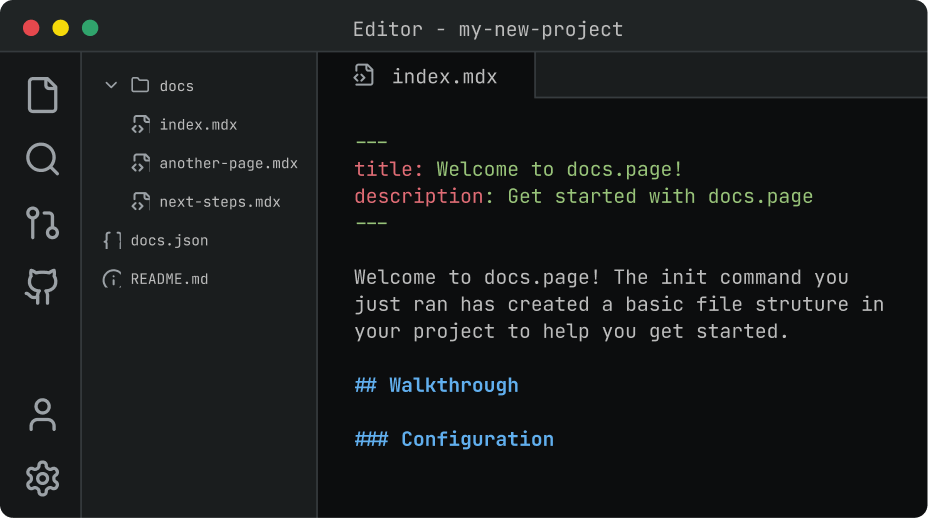 Editor - my-new-project
docs
index.mdx
another-page.mdx
next-steps.mdx
{ } docs.json
README.md
index.mdx
---
title: Welcome to docs.page!
description: Get started with docs.page
---
Welcome to docs.page! The init command you
just ran has created a basic file struture in
your project to help you get started.
## Walkthrough
### Configuration